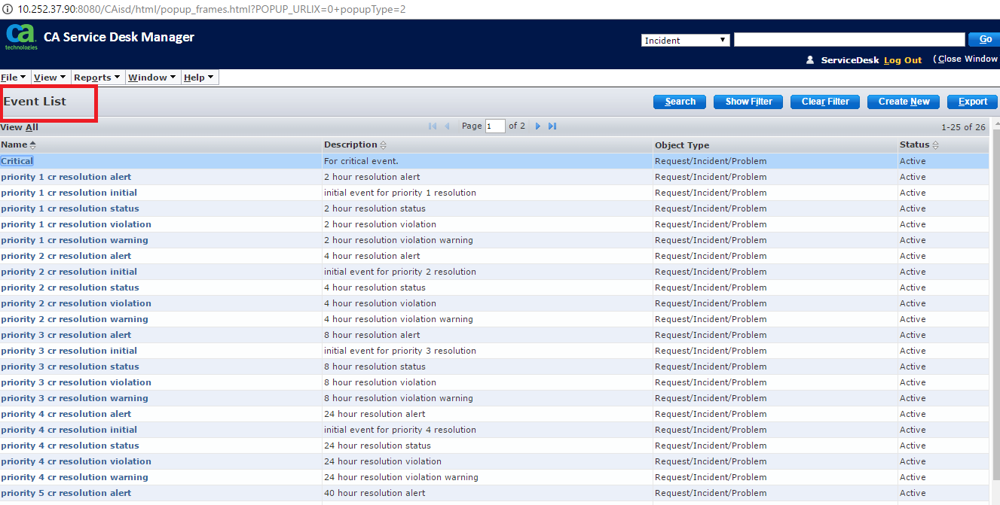 10.252.37.90:8080/CAisd/html/popup_frames.html?POPUP_URLIX=0+popupType=2
ca technologies CA Service Desk Manager
Incident Go
ServiceDesk Log Out (Close Window
File View Reports Window Help
Event List Search Show Filter Clear Filter Create New Export
View All Page 1 of 2 1-25 of 26
Name Description Object Type Status
Critical For critical event. Request/Incident/Problem Active
priority 1 cr resolution alert 2 hour resolution alert Request/Incident/Problem Active
priority 1 cr resolution initial initial event for priority 1 resolution Request/Incident/Problem Active
priority 1 cr resolution status 2 hour resolution status Request/Incident/Problem Active
priority 1 cr resolution violation 2 hour resolution violation Request/Incident/Problem Active
priority 1 cr resolution warning 2 hour resolution violation warning Request/Incident/Problem Active
priority 2 cr resolution alert 4 hour resolution alert Request/Incident/Problem Active
priority 2 cr resolution initial initial event for priority 2 resolution Request/Incident/Problem Active
priority 2 cr resolution status 4 hour resolution status Request/Incident/Problem Active
priority 2 cr resolution violation 4 hour resolution violation Request/Incident/Problem Active
priority 2 cr resolution warning 4 hour resolution violation warning Request/Incident/Problem Active
priority 3 cr resolution alert 8 hour resolution alert Request/Incident/Problem Active
priority 3 cr resolution initial initial event for priority 3 resolution Request/Incident/Problem Active
priority 3 cr resolution status 8 hour resolution status Request/Incident/Problem Active
priority 3 cr resolution violation 8 hour resolution violation Request/Incident/Problem Active
priority 3 cr resolution warning 8 hour resolution violation warning Request/Incident/Problem Active
priority 4 cr resolution alert 24 hour resolution alert Request/Incident/Problem Active
priority 4 cr resolution initial initial event for priority 4 resolution Request/Incident/Problem Active
priority 4 cr resolution status 24 hour resolution status Request/Incident/Problem Active
priority 4 cr resolution violation 24 hour resolution violation Request/Incident/Problem Active
priority 4 cr resolution warning 24 hour resolution violation warning Request/Incident/Problem Active
priority 5 cr resolution alert 40 hour resolution alert Request/Incident/Problem Active